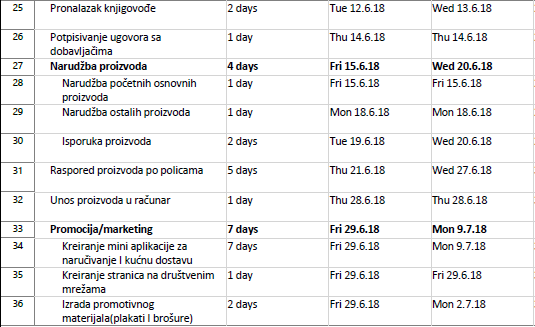 25 Pronalazak knjigovođe 2 days Tue 12.6.18 Wed 13.6.18
26 Potpisivanje ugovora sa 1 day Thu 14.6.18 Thu 14.6.18
dobavljačima
27 Narudžba proizvoda 4 days Fri 15.6.18 Wed 20.6.18
28 Narudžba početnih osnovnih 1 day Fri 15.6.18 Fri 15.6.18
proizvoda
29 Narudžba ostalih proizvoda 1 day Mon 18.6.18 Mon 18.6.18
30 Isporuka proizvoda 2 days Tue 19.6.18 Wed 20.6.18
31 Raspored proizvoda po policama 5 days Thu 21.6.18 Wed 27.6.18
32 Unos proizvoda u računar 1 day Thu 28.6.18 Thu 28.6.18
33 Promocija/marketing 7 days Fri 29.6.18 Mon 9.7.18
34 Kreiranje mini aplikacije za 7 days Fri 29.6.18 Mon 9.7.18
naručivanje I kućnu dostavu
35 Kreiranje stranica na društvenim 1 day Fri 29.6.18 Fri 29.6.18
mrežama
36 Izrada promotivnog 2 days Fri 29.6.18 Mon 2.7.18
materijala(plakati I brošure)